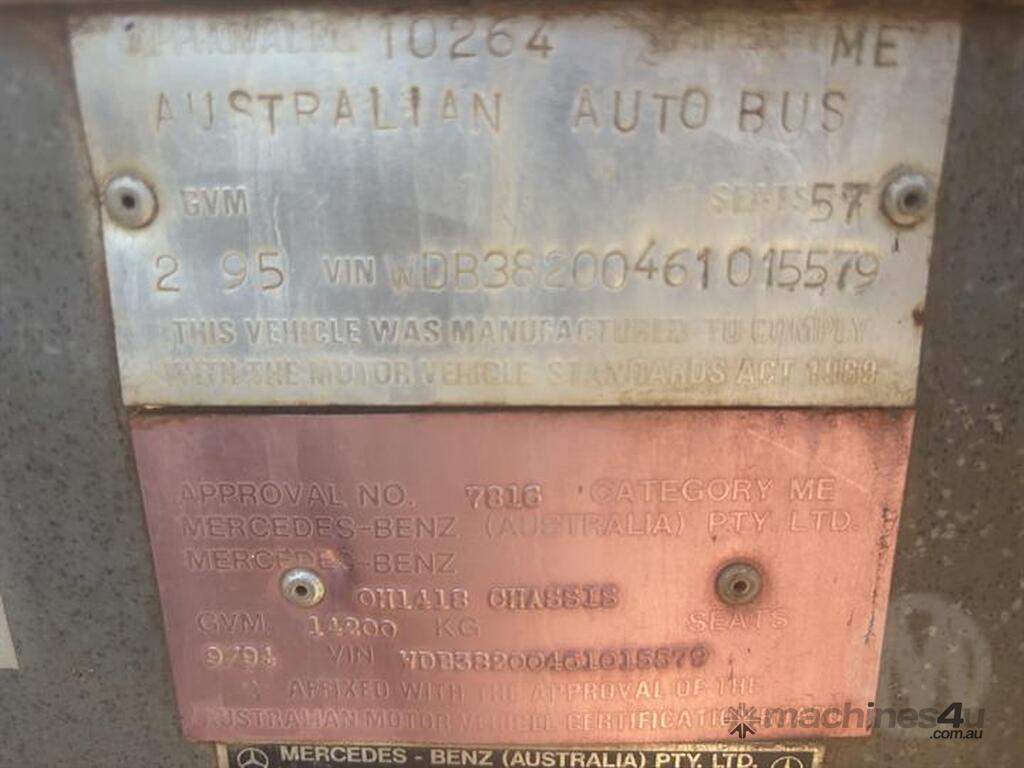 APPROVAL No 10264 ME
AUSTRALIAN AUTO BUS
GVM SEATS 57
2 95 VIN WDB38200461015579
THIS VEHICLE WAS MANUFACTURED TO COMPLY
WITH THE MOTOR VEHICLE STANDARDS ACT 1989
APPROVAL NO. 7816 CATEGORY ME
MERCEDES-BENZ (AUSTRALIA) PTY. LTD.
MERCEDES-BENZ
OH1418 CHASSIS
GVM 14200 KG SEATS
9/94 VIN WDB38200461015579
AFFIXED WITH THE APPROVAL OF THE
AUSTRALIAN MOTOR VEHICLE CERTIFICATION
machines4u
.com.au
MERCEDES - BENZ (AUSTRALIA) PTY. LTD.